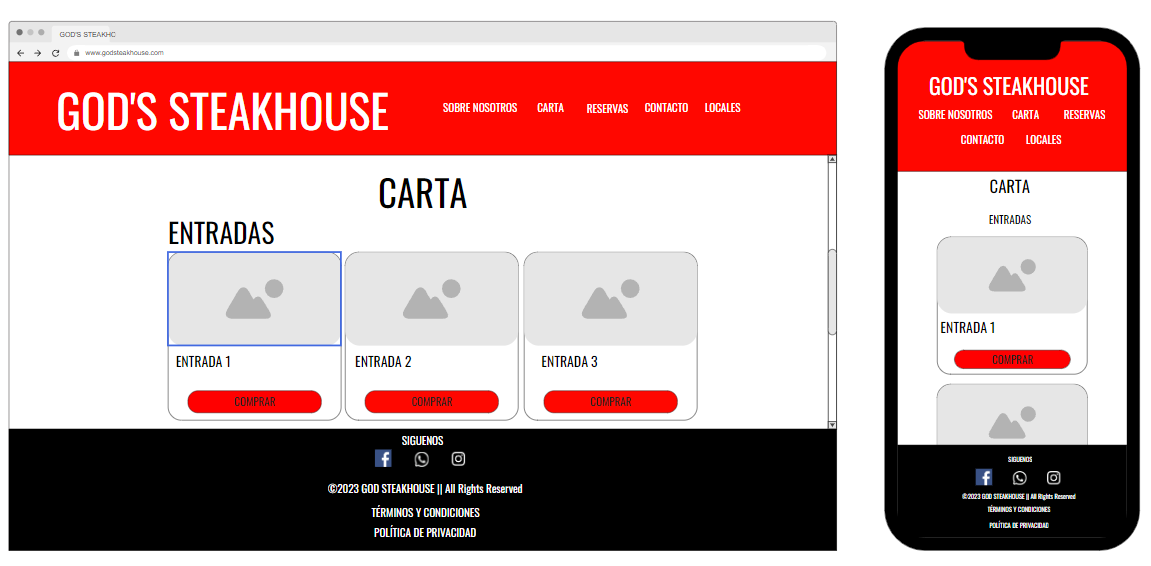 GOD'S STEAKHC
www.godsteakhouse.com
GOD'S STEAKHOUSE
SOBRE NOSOTROS CARTA RESERVAS CONTACTO LOCALES
CARTA
ENTRADAS
ENTRADA 1 ENTRADA 2 ENTRADA 3
COMPRAR COMPRAR COMPRAR
SIGUENOS
©2023 GOD STEAKHOUSE || All Rights Reserved
TÉRMINOS Y CONDICIONES
POLÍTICA DE PRIVACIDAD
GOD'S STEAKHOUSE
SOBRE NOSOTROS CARTA RESERVAS
CONTACTO LOCALES
CARTA
ENTRADAS
ENTRADA 1
COMPRAR
SIGUENOS
©2023 GOD STEAKHOUSE || All Rights Reserved
TÉRMINOS Y CONDICIONES
POLÍTICA DE PRIVACIDAD